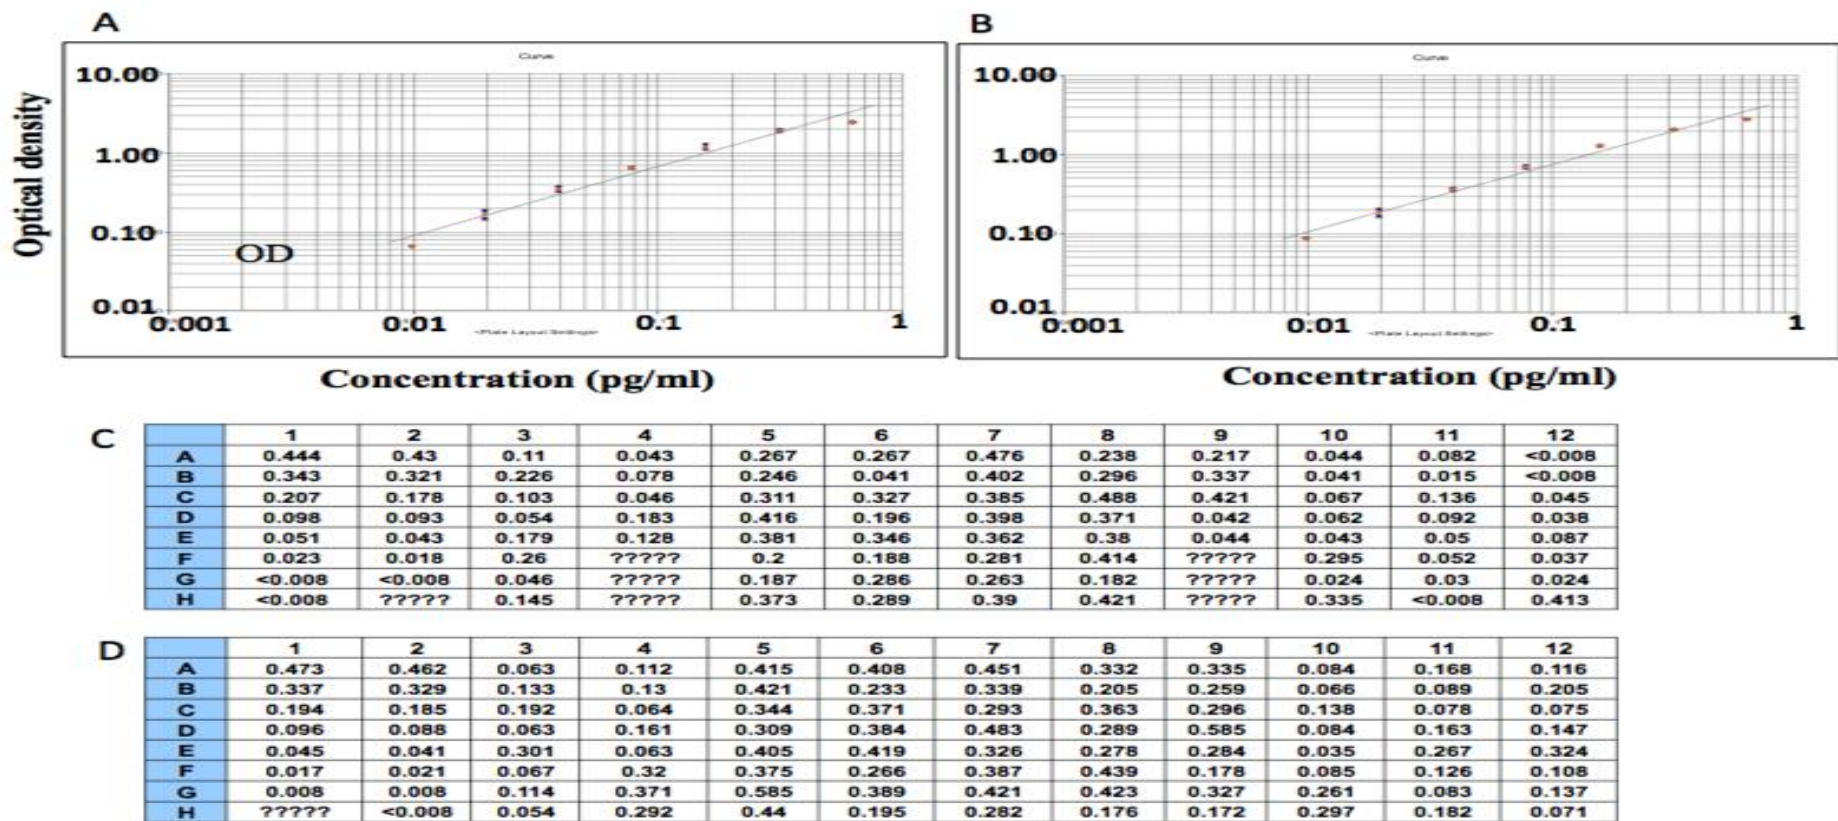 A
B
Curve
Curve
Optical density
10.00
1.00
0.10
0.01
OD
0.001
0.01
0.1
1
<Plate Layout Settings>
Concentration (pg/ml)
10.00
1.00
0.10
0.01
0.001
0.01
0.1
1
<Plate Layout Settings>
Concentration (pg/ml)
C
1 2 3 4 5 6 7 8 9 10 11 12
A 0.444 0.43 0.11 0.043 0.267 0.267 0.476 0.238 0.217 0.044 0.082 <0.008
B 0.343 0.321 0.226 0.078 0.246 0.041 0.402 0.296 0.337 0.041 0.015 <0.008
C 0.207 0.178 0.103 0.046 0.311 0.327 0.385 0.488 0.421 0.067 0.136 0.045
D 0.098 0.093 0.054 0.183 0.416 0.196 0.398 0.371 0.042 0.062 0.092 0.038
E 0.051 0.043 0.179 0.128 0.381 0.346 0.362 0.38 0.044 0.043 0.05 0.087
F 0.023 0.018 0.26 ????? 0.2 0.188 0.281 0.414 ????? 0.295 0.052 0.037
G <0.008 <0.008 0.046 ????? 0.187 0.286 0.263 0.182 ????? 0.024 0.03 0.024
H <0.008 ????? 0.145 ????? 0.373 0.289 0.39 0.421 ????? 0.335 <0.008 0.413
D
1 2 3 4 5 6 7 8 9 10 11 12
A 0.473 0.462 0.063 0.112 0.415 0.408 0.451 0.332 0.335 0.084 0.168 0.116
B 0.337 0.329 0.133 0.13 0.421 0.233 0.339 0.205 0.259 0.066 0.089 0.205
C 0.194 0.185 0.192 0.064 0.344 0.371 0.293 0.363 0.296 0.138 0.078 0.075
D 0.096 0.088 0.063 0.161 0.309 0.384 0.483 0.289 0.585 0.084 0.163 0.147
E 0.045 0.041 0.301 0.063 0.405 0.419 0.326 0.278 0.284 0.035 0.267 0.324
F 0.017 0.021 0.067 0.32 0.375 0.266 0.387 0.439 0.178 0.085 0.126 0.108
G 0.008 0.008 0.114 0.371 0.585 0.389 0.421 0.423 0.327 0.261 0.083 0.137
H ????? <0.008 0.054 0.292 0.44 0.195 0.282 0.176 0.172 0.297 0.182 0.071